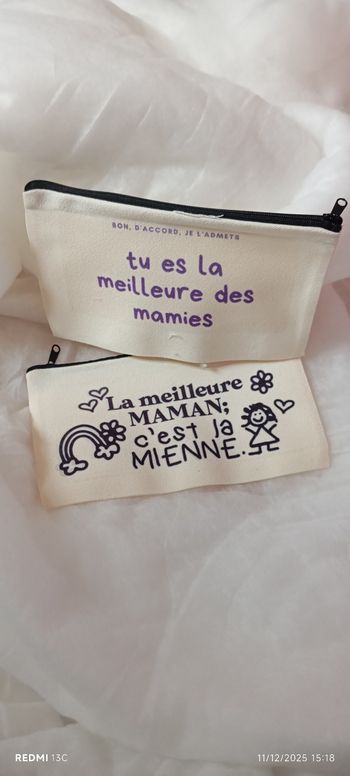 BON, D'ACCORD, JE L'ADMETS
tu es la
meilleure des
mamies
La meilleure
MAMAN;
c'est la
MIENNE.
REDMI 13C
11/12/2025 15:18